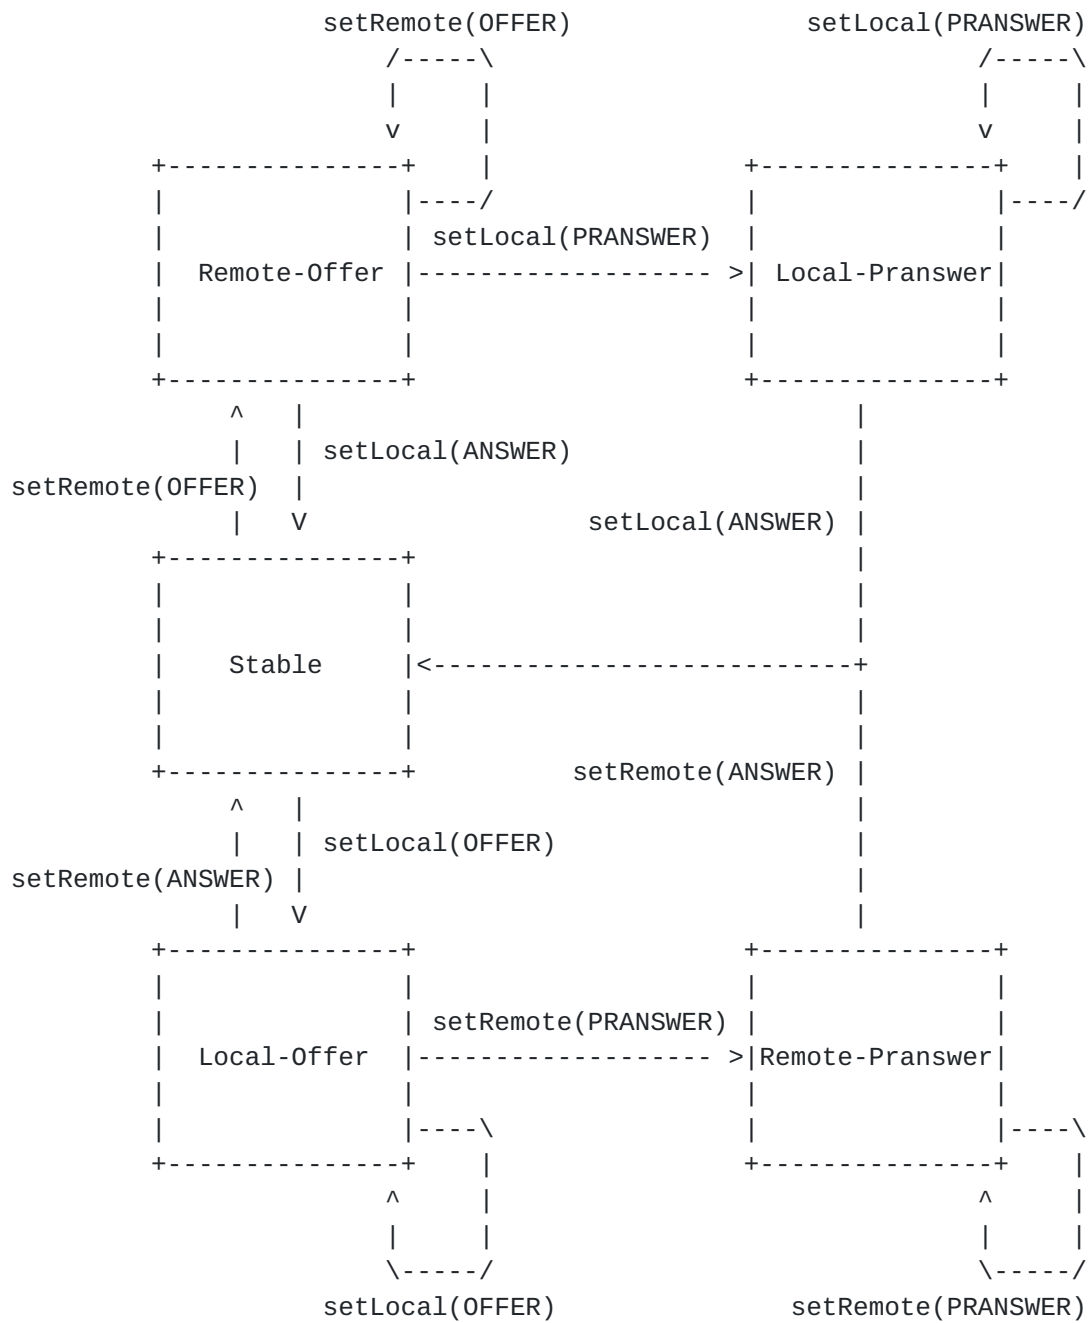 setRemote(OFFER) setLocal(PRANSWER)
/-----\ /-----\
| | | |
v | v |
+---------------+ | +---------------+ |
| |----/ | |----/
| | setLocal(PRANSWER) | |
| Remote-Offer |------------------- >| Local-Pranswer|
| | | |
| | | |
+---------------+ +---------------+
^ | |
| | setLocal(ANSWER) |
setRemote(OFFER) | |
| V setLocal(ANSWER) |
+---------------+ |
| | |
| | |
| Stable |<---------------------------+
| | |
| | |
+---------------+ setRemote(ANSWER) |
^ | |
| | setLocal(OFFER) |
setRemote(ANSWER) | |
| V |
+---------------+ +---------------+
| | | |
| | setRemote(PRANSWER) | |
| Local-Offer |------------------- >|Remote-Pranswer|
| | | |
| |----\ | |----\
+---------------+ | +---------------+ |
^ | ^ |
| | | |
\-----/ \-----/
setLocal(OFFER) setRemote(PRANSWER)